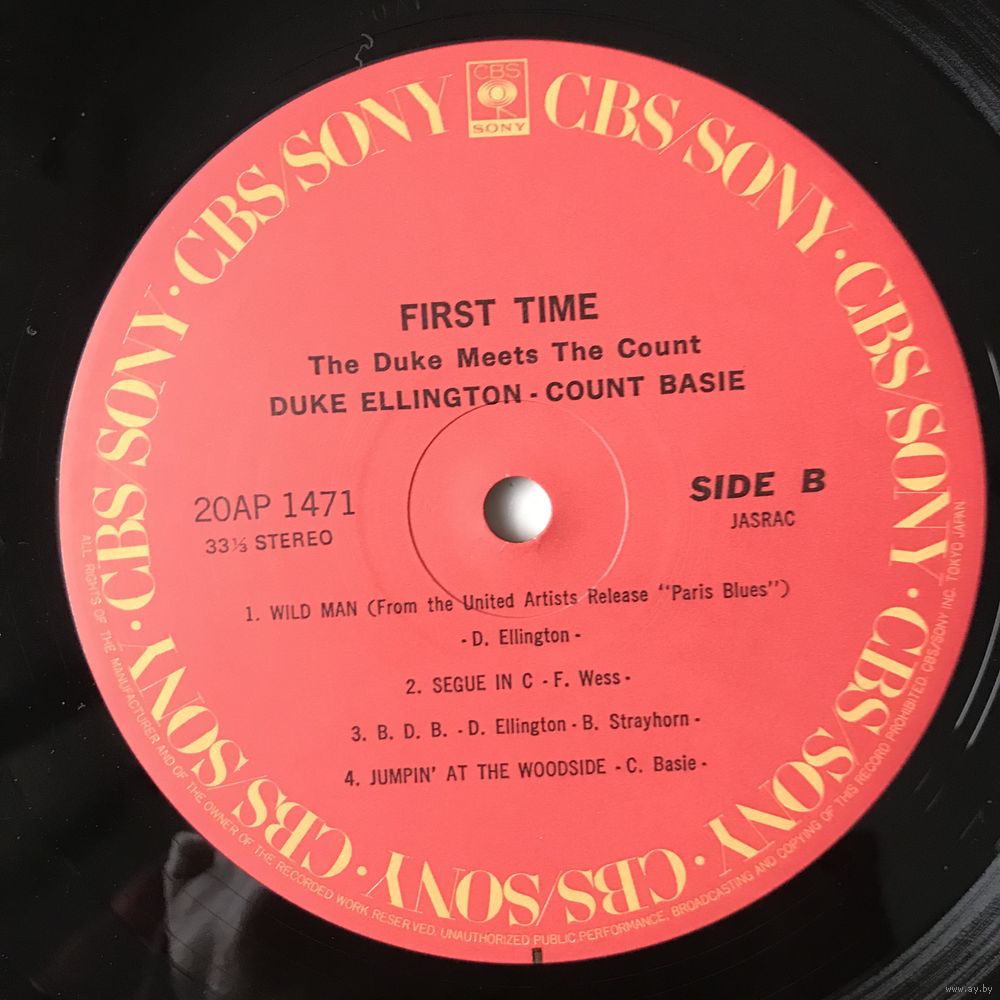 CBS
SONY
CBS/SONY · CBS/SONY · CBS/SONY · CBS/SONY · CBS/SONY · CBS/SONY · CBS/SONY · CBS/SONY
FIRST TIME
The Duke Meets The Count
DUKE ELLINGTON - COUNT BASIE
20AP 1471
33⅓ STEREO
SIDE B
JASRAC
1. WILD MAN (From the United Artists Release "Paris Blues")
- D. Ellington -
2. SEGUE IN C - F. Wess -
3. B. D. B. - D. Ellington - B. Strayhorn -
4. JUMPIN' AT THE WOODSIDE - C. Basie -
ALL RIGHTS OF THE MANUFACTURER AND OF THE OWNER OF THE RECORDED WORK RESERVED. UNAUTHORIZED PUBLIC PERFORMANCE, BROADCASTING AND COPYING OF THIS RECORD PROHIBITED. CBS/SONY INC. TOKYO JAPAN
www.ay.by